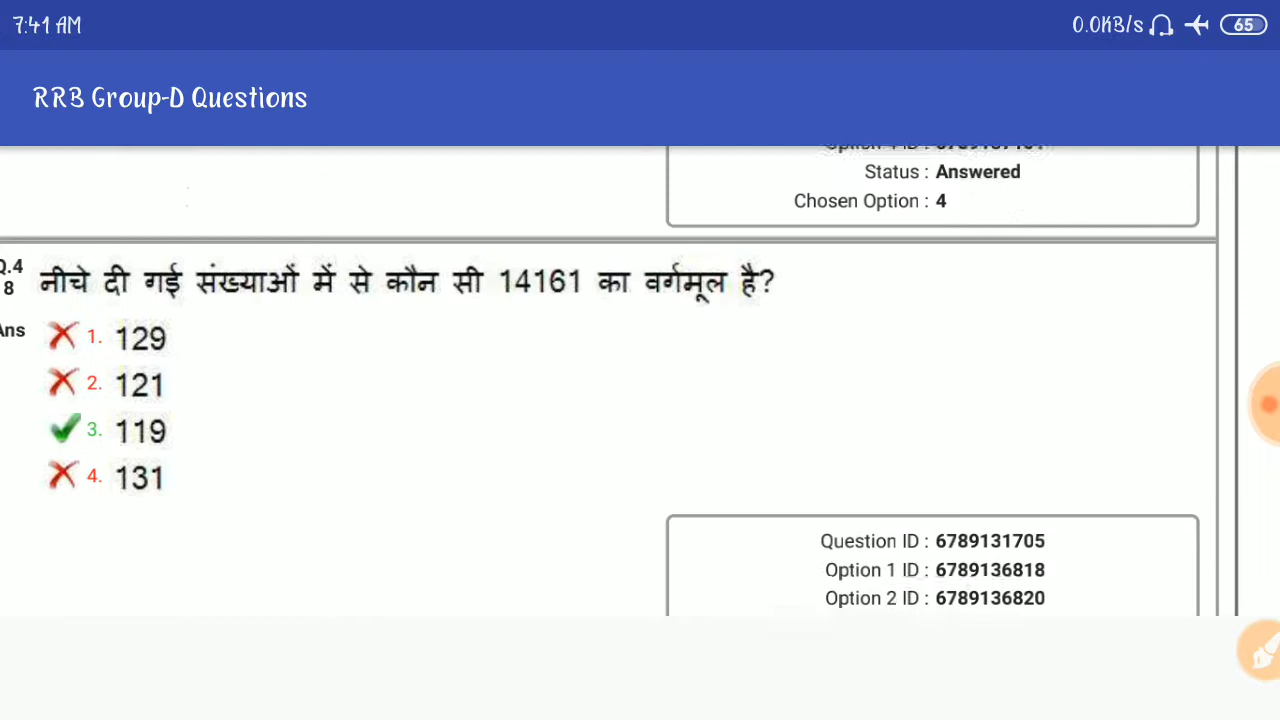 7:41 AM 0.0KB/s 65
RRB Group-D Questions
Status : Answered
Chosen Option : 4
Q.4 नीचे दी गई संख्याओं में से कौन सी 14161 का वर्गमूल है?
8
Ans 1. 129
2. 121
3. 119
4. 131
Question ID : 6789131705
Option 1 ID : 6789136818
Option 2 ID : 6789136820